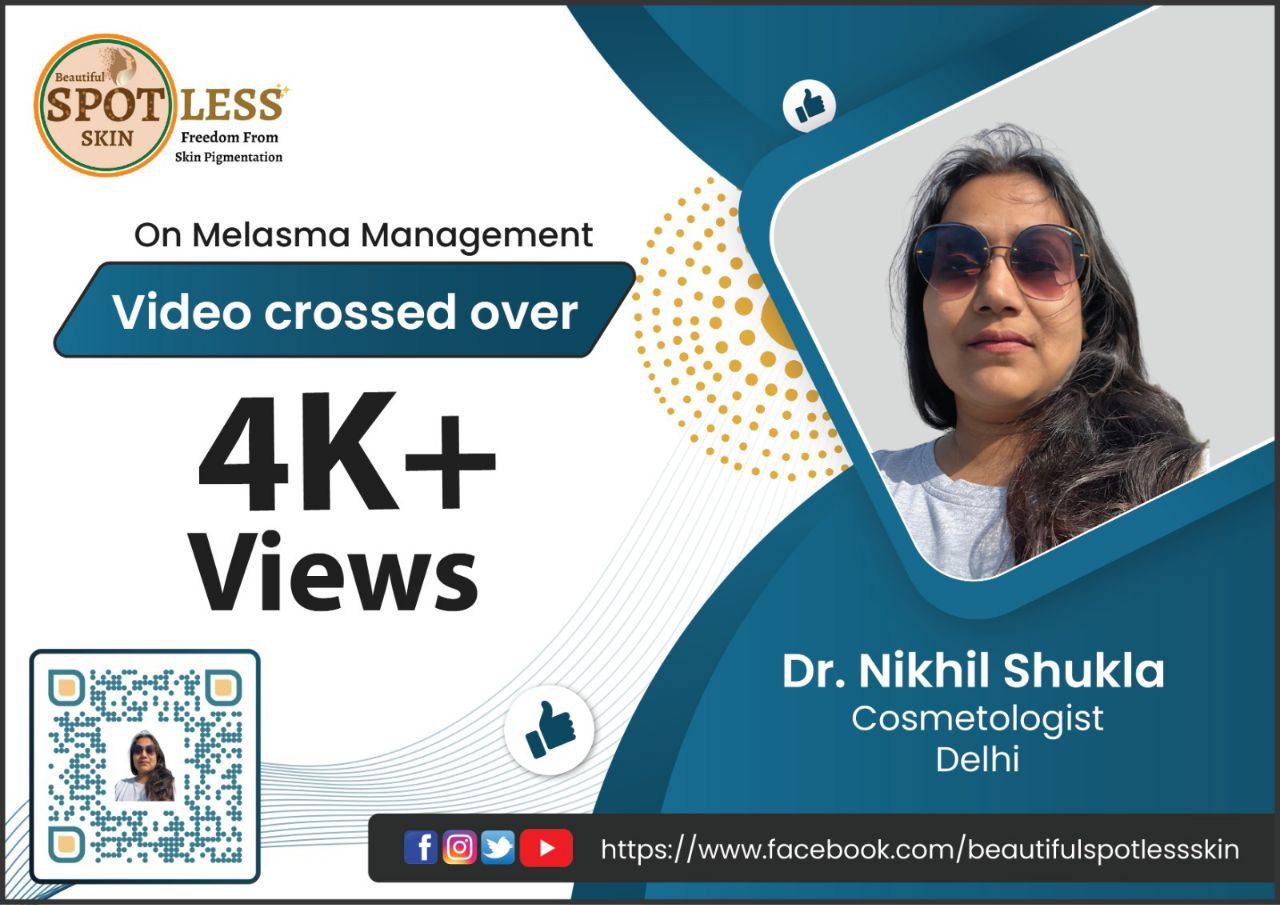 Beautiful
SPOTLESS
SKIN
Freedom From
Skin Pigmentation
On Melasma Management
Video crossed over
4K+
Views
Dr. Nikhil Shukla
Cosmetologist
Delhi
https://www.facebook.com/beautifulspotlessskin